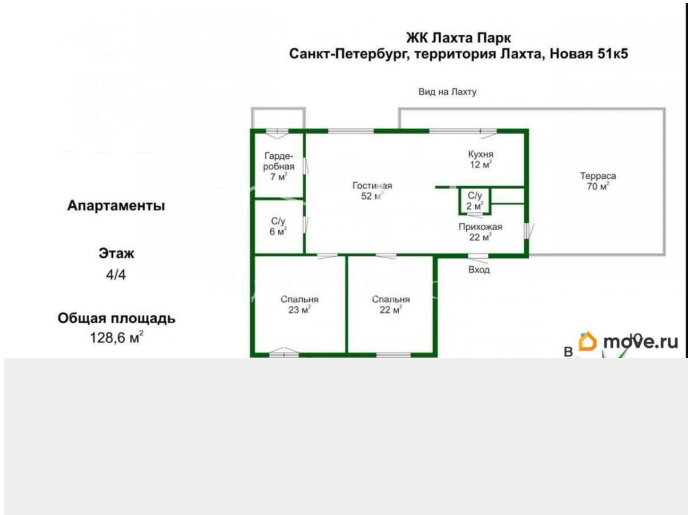 ЖК Лахта Парк
Санкт-Петербург, территория Лахта, Новая 51к5
Вид на Лахту
Гарде-
робная
7 м²
Кухня
12 м²
Гостиная
52 м²
Терраса
70 м²
С/у
2 м²
С/у
6 м²
Прихожая
22 м²
Вход
Спальня
23 м²
Спальня
22 м²
Апартаменты
Этаж
4/4
Общая площадь
128,6 м²
В
Ю
move.ru